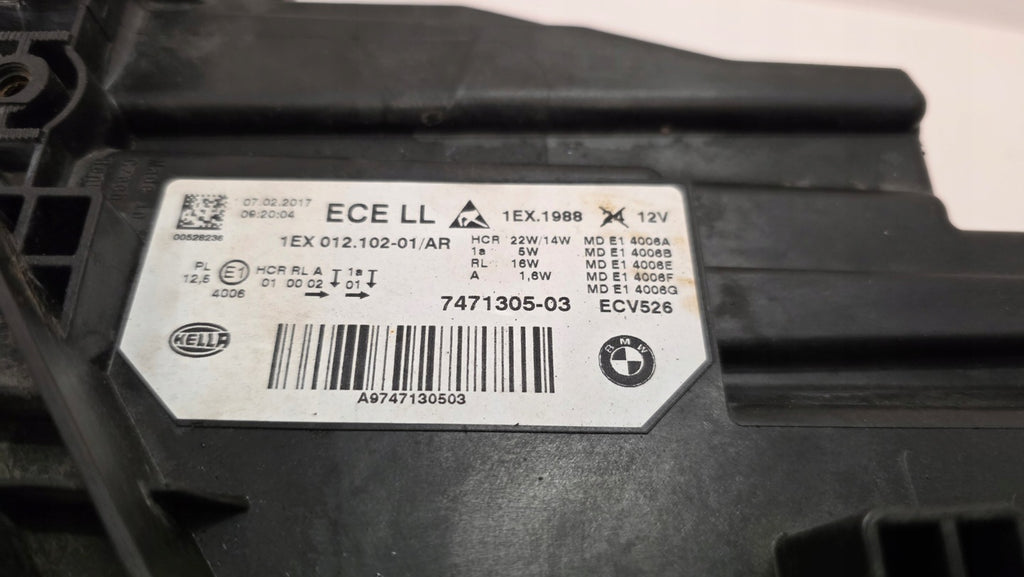 07.02.2017
09:20:04
00528236
ECE LL
1EX.1988
24 12V
1EX 012.102-01/AR
HCR 22W/14W
1a 5W
RL: 16W
A 1,6W
MD E1 4006A
MD E1 4006B
MD E1 4006E
MD E1 4006F
MD E1 4006G
PL
12,5
E1
4006
HCR RL A 1a
01 00 02 01
7471305-03
ECV526
HELLA
BMW
A9747130503